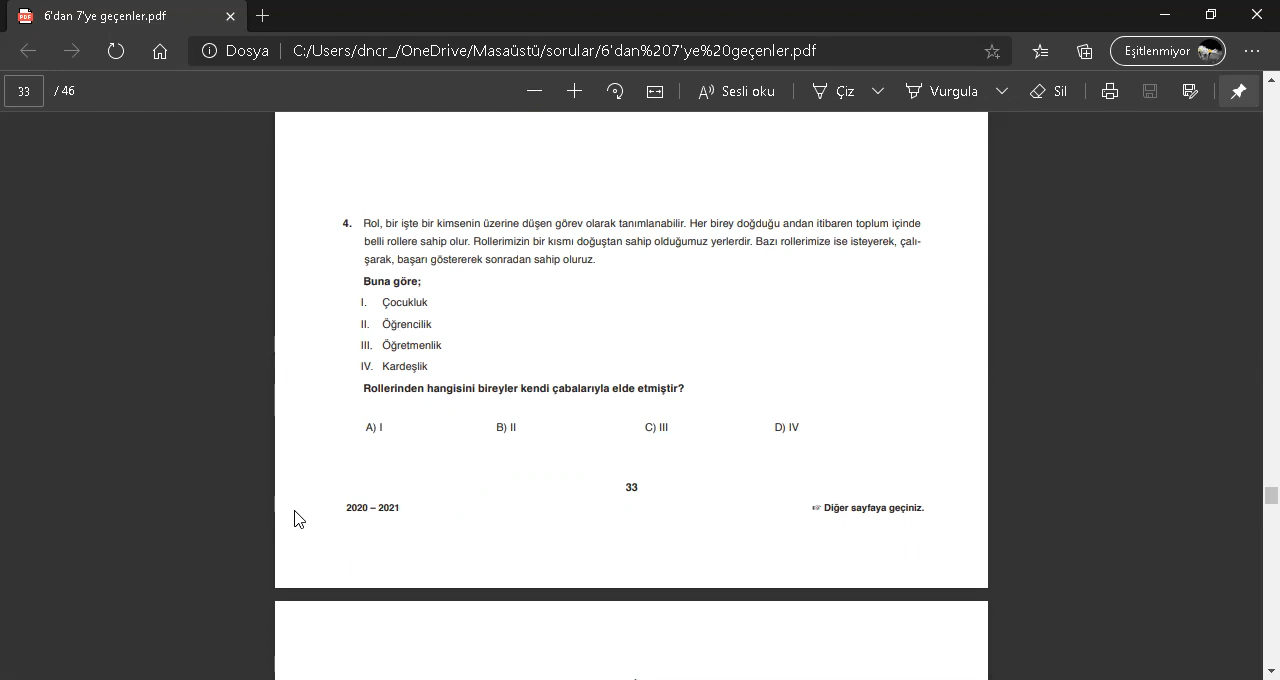 6'dan 7'ye geçenler.pdf
Dosya C:/Users/dncr_/OneDrive/Masaüstü/sorular/6'dan%207'ye%20geçenler.pdf Eşitlenmiyor
33 / 46 Sesli oku Çiz Vurgula Sil
4. Rol, bir işte bir kimsenin üzerine düşen görev olarak tanımlanabilir. Her birey doğduğu andan itibaren toplum içinde
belli rollere sahip olur. Rollerimizin bir kısmı doğuştan sahip olduğumuz yerlerdir. Bazı rollerimize ise isteyerek, çalı-
şarak, başarı göstererek sonradan sahip oluruz.
Buna göre;
I. Çocukluk
II. Öğrencilik
III. Öğretmenlik
IV. Kardeşlik
Rollerinden hangisini bireyler kendi çabalarıyla elde etmiştir?
A) I B) II C) III D) IV
33
2020 – 2021 ☞ Diğer sayfaya geçiniz.